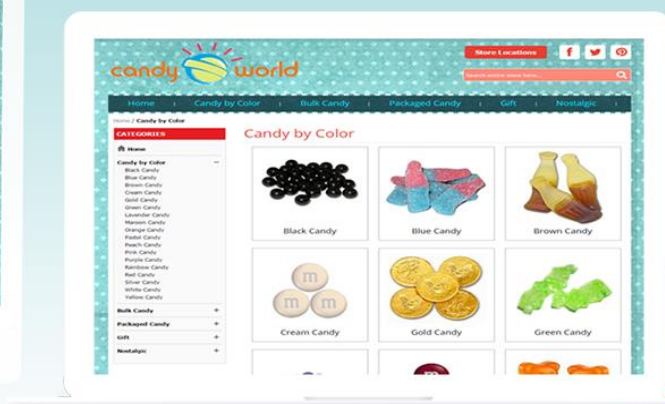 candy world
Store Locations
Search entire store here...
Home | Candy by Color | Bulk Candy | Packaged Candy | Gift | Nostalgic |
Home / Candy by Color
CATEGORIES
Home
Candy by Color −
Black Candy
Blue Candy
Brown Candy
Cream Candy
Gold Candy
Green Candy
Lavender Candy
Maroon Candy
Orange Candy
Pastel Candy
Peach Candy
Pink Candy
Purple Candy
Rainbow Candy
Red Candy
Silver Candy
White Candy
Yellow Candy
Bulk Candy +
Packaged Candy +
Gift +
Nostalgic +
Candy by Color
Black Candy
Blue Candy
Brown Candy
m
m m
Cream Candy
Gold Candy
Green Candy
m